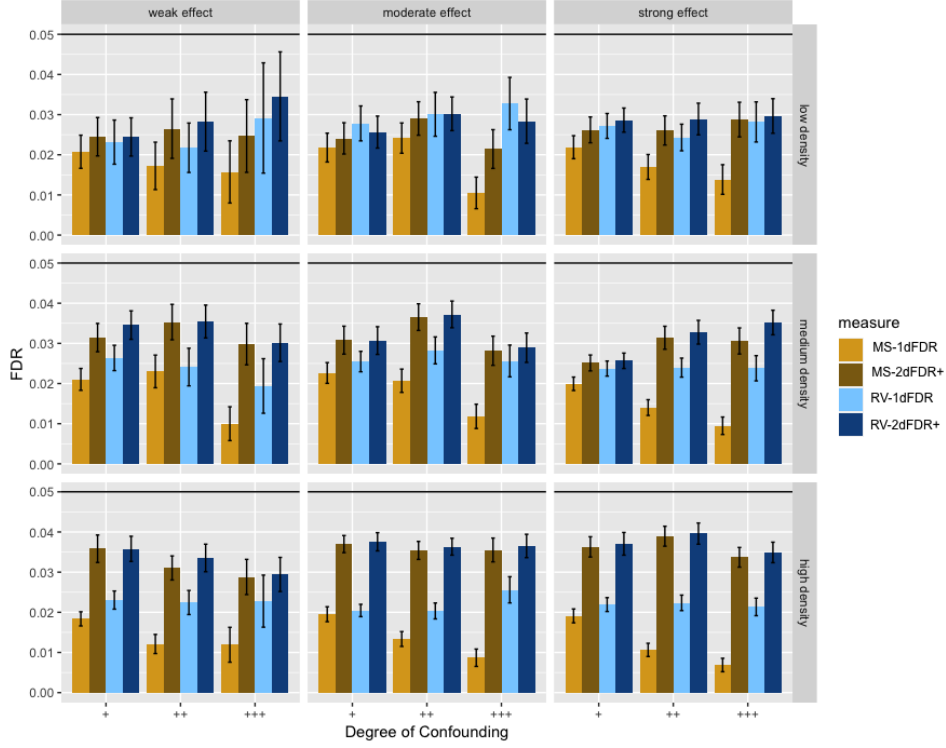 weak effect moderate effect strong effect
0.05
0.04
0.03
0.02
0.01
0.00
low density
0.05
0.04
0.03
0.02
0.01
0.00
medium density
0.05
0.04
0.03
0.02
0.01
0.00
high density
FDR
+ ++ +++ + ++ +++ + ++ +++
Degree of Confounding
measure
MS-1dFDR
MS-2dFDR+
RV-1dFDR
RV-2dFDR+